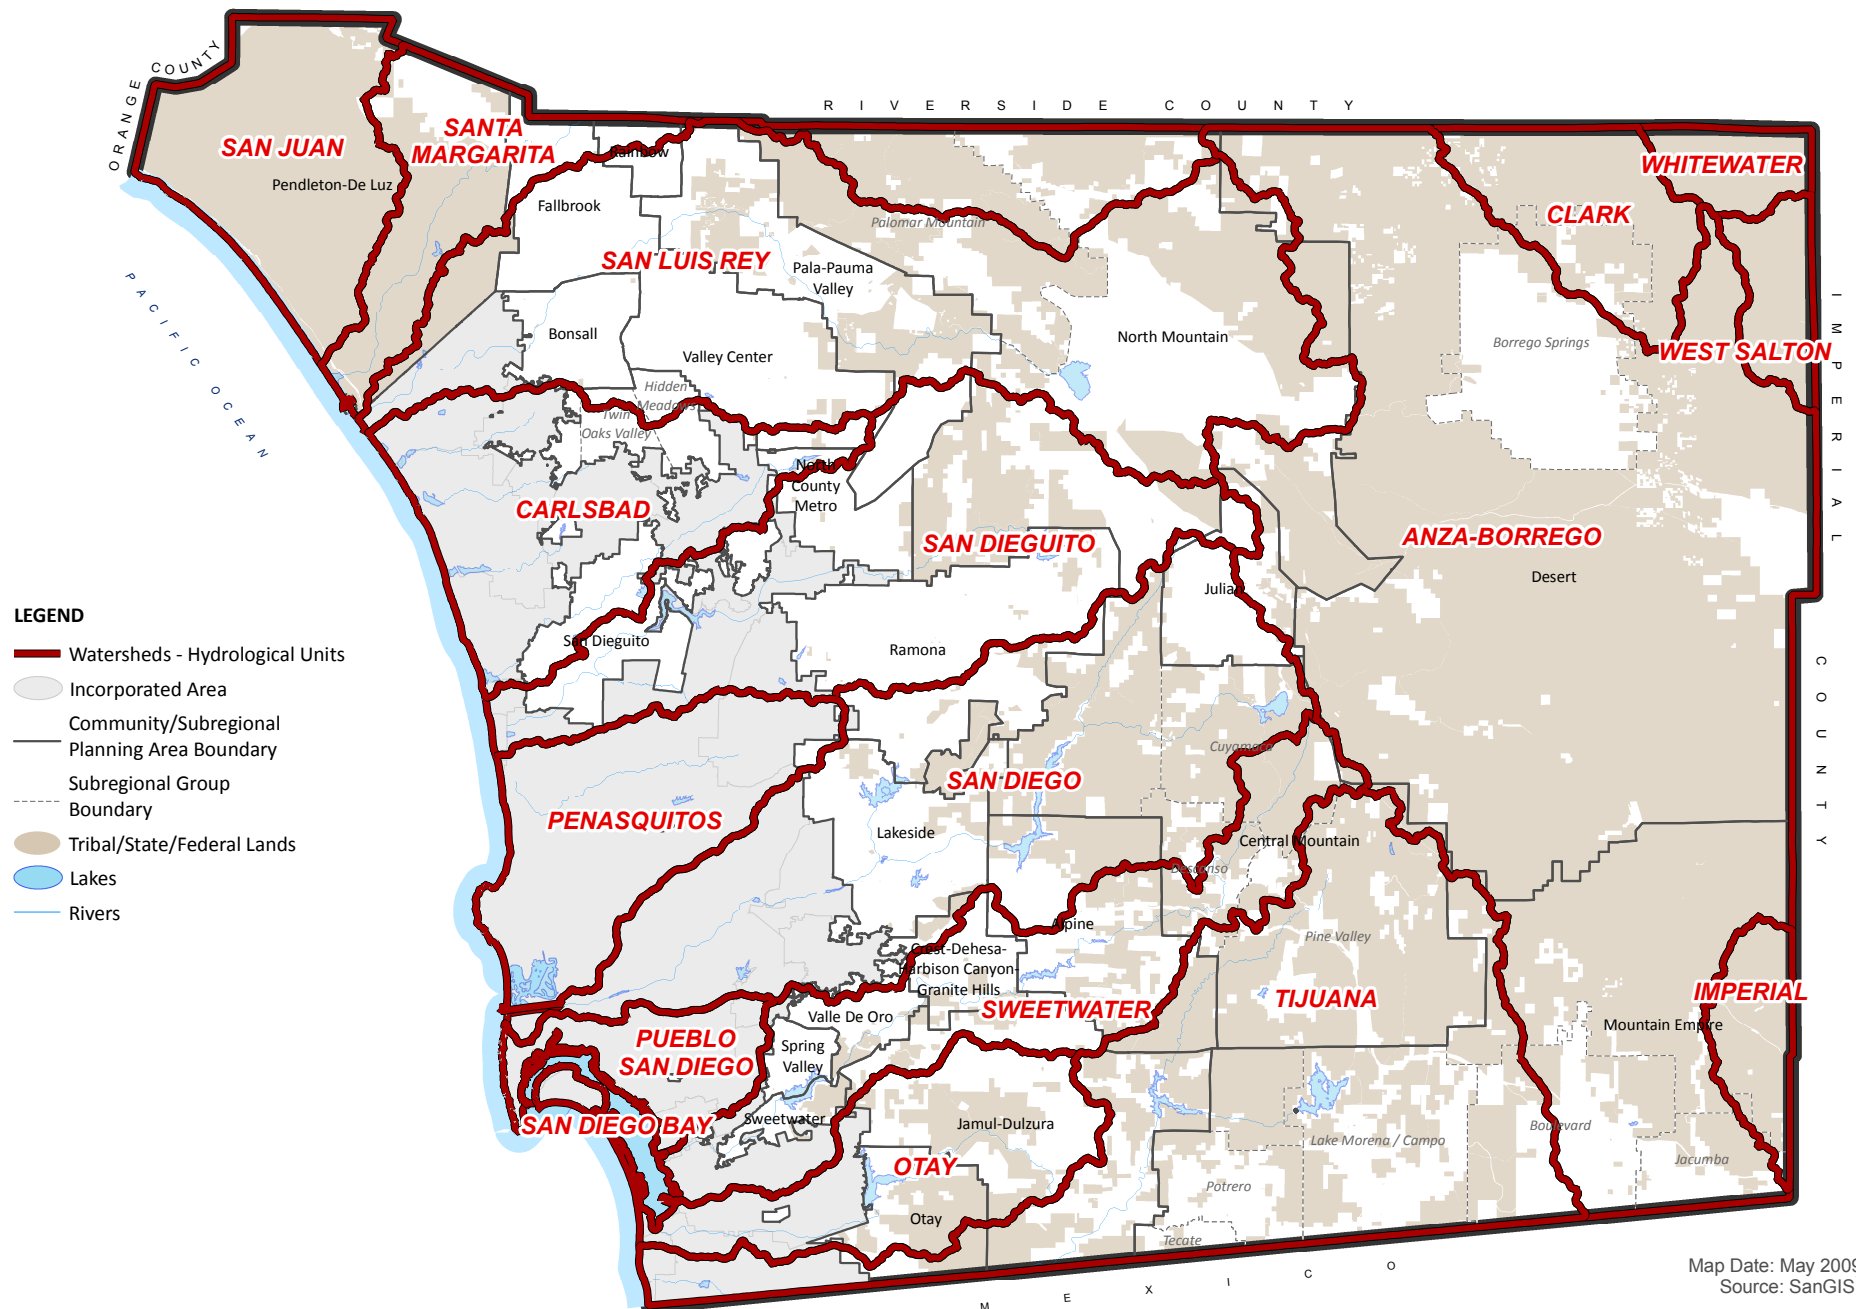 ORANGE COUNTY
RIVERSIDE COUNTY
SAN JUAN
SANTA
MARGARITA
WHITEWATER
Rainbow
Pendleton-De Luz
Fallbrook
CLARK
Palomar Mountain
SAN LUIS REY
Pala-Pauma
Valley
PACIFIC OCEAN
IMPERIAL
COUNTY
Bonsall
Valley Center
North Mountain
Borrego Springs
WEST SALTON
Hidden
Meadows
Twin
Oaks Valley
North
County
Metro
CARLSBAD
SAN DIEGUITO
ANZA-BORREGO
Desert
Julian
San Dieguito
Ramona
LEGEND
Watersheds - Hydrological Units
Incorporated Area
Community/Subregional
Planning Area Boundary
Subregional Group
Boundary
Tribal/State/Federal Lands
Lakes
Rivers
Cuyamaca
SAN DIEGO
PENASQUITOS
Lakeside
Central Mountain
Descanso
Alpine
Pine Valley
Crest-Dehesa-
Harbison Canyon-
Granite Hills
SWEETWATER
TIJUANA
IMPERIAL
Valle De Oro
Mountain Empire
PUEBLO
SAN DIEGO
Spring
Valley
SAN DIEGO BAY
Sweetwater
Jamul-Dulzura
Boulevard
Lake Morena / Campo
Jacumba
OTAY
Potrero
Otay
Tecate
MEXICO
Map Date: May 2009
Source: SanGIS